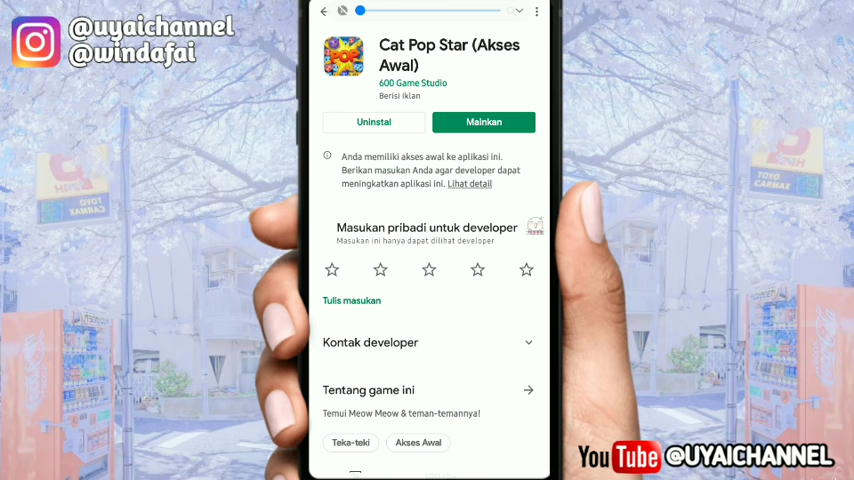 @uyaichannel
@windafai
Cat Pop Star (Akses
Awal)
600 Game Studio
Berisi iklan
POP
Uninstal
Mainkan
Anda memiliki akses awal ke aplikasi ini.
Berikan masukan Anda agar developer dapat
meningkatkan aplikasi ini. Lihat detail
Masukan pribadi untuk developer
Masukan ini hanya dapat dilihat developer
Tulis masukan
Kontak developer
Tentang game ini
Temui Meow Meow & teman-temannya!
Teka-teki
Akses Awal
TOYO
CARMAX
YouTube @UYAICHANNEL